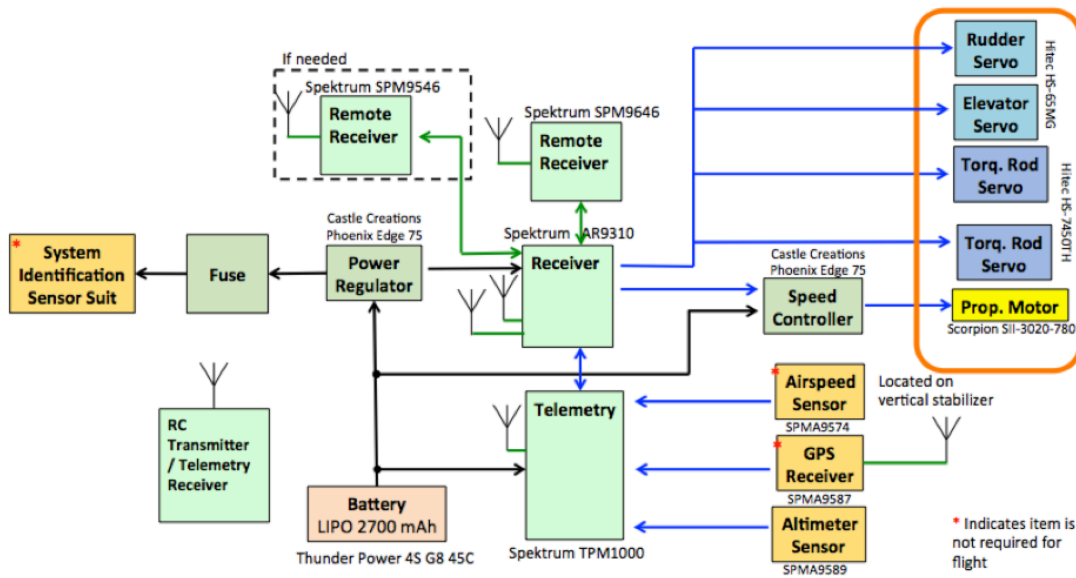 If needed
Spektrum SPM9546
Remote
Receiver
Spektrum SPM9646
Remote
Receiver
Rudder
Servo
Elevator
Servo
Hitec HS-65MG
Torq. Rod
Servo
Torq. Rod
Servo
Hitec HS-7450TH
* System
Identification
Sensor Suit
Fuse
Castle Creations
Phoenix Edge 75
Power
Regulator
Spektrum AR9310
Receiver
Castle Creations
Phoenix Edge 75
Speed
Controller
Prop. Motor
Scorpion SII-3020-780
RC
Transmitter
/ Telemetry
Receiver
Telemetry
Spektrum TPM1000
* Airspeed
Sensor
SPMA9574
Located on
vertical stabilizer
* GPS
Receiver
SPMA9587
Altimeter
Sensor
SPMA9589
Battery
LIPO 2700 mAh
Thunder Power 4S G8 45C
* Indicates item is
not required for
flight